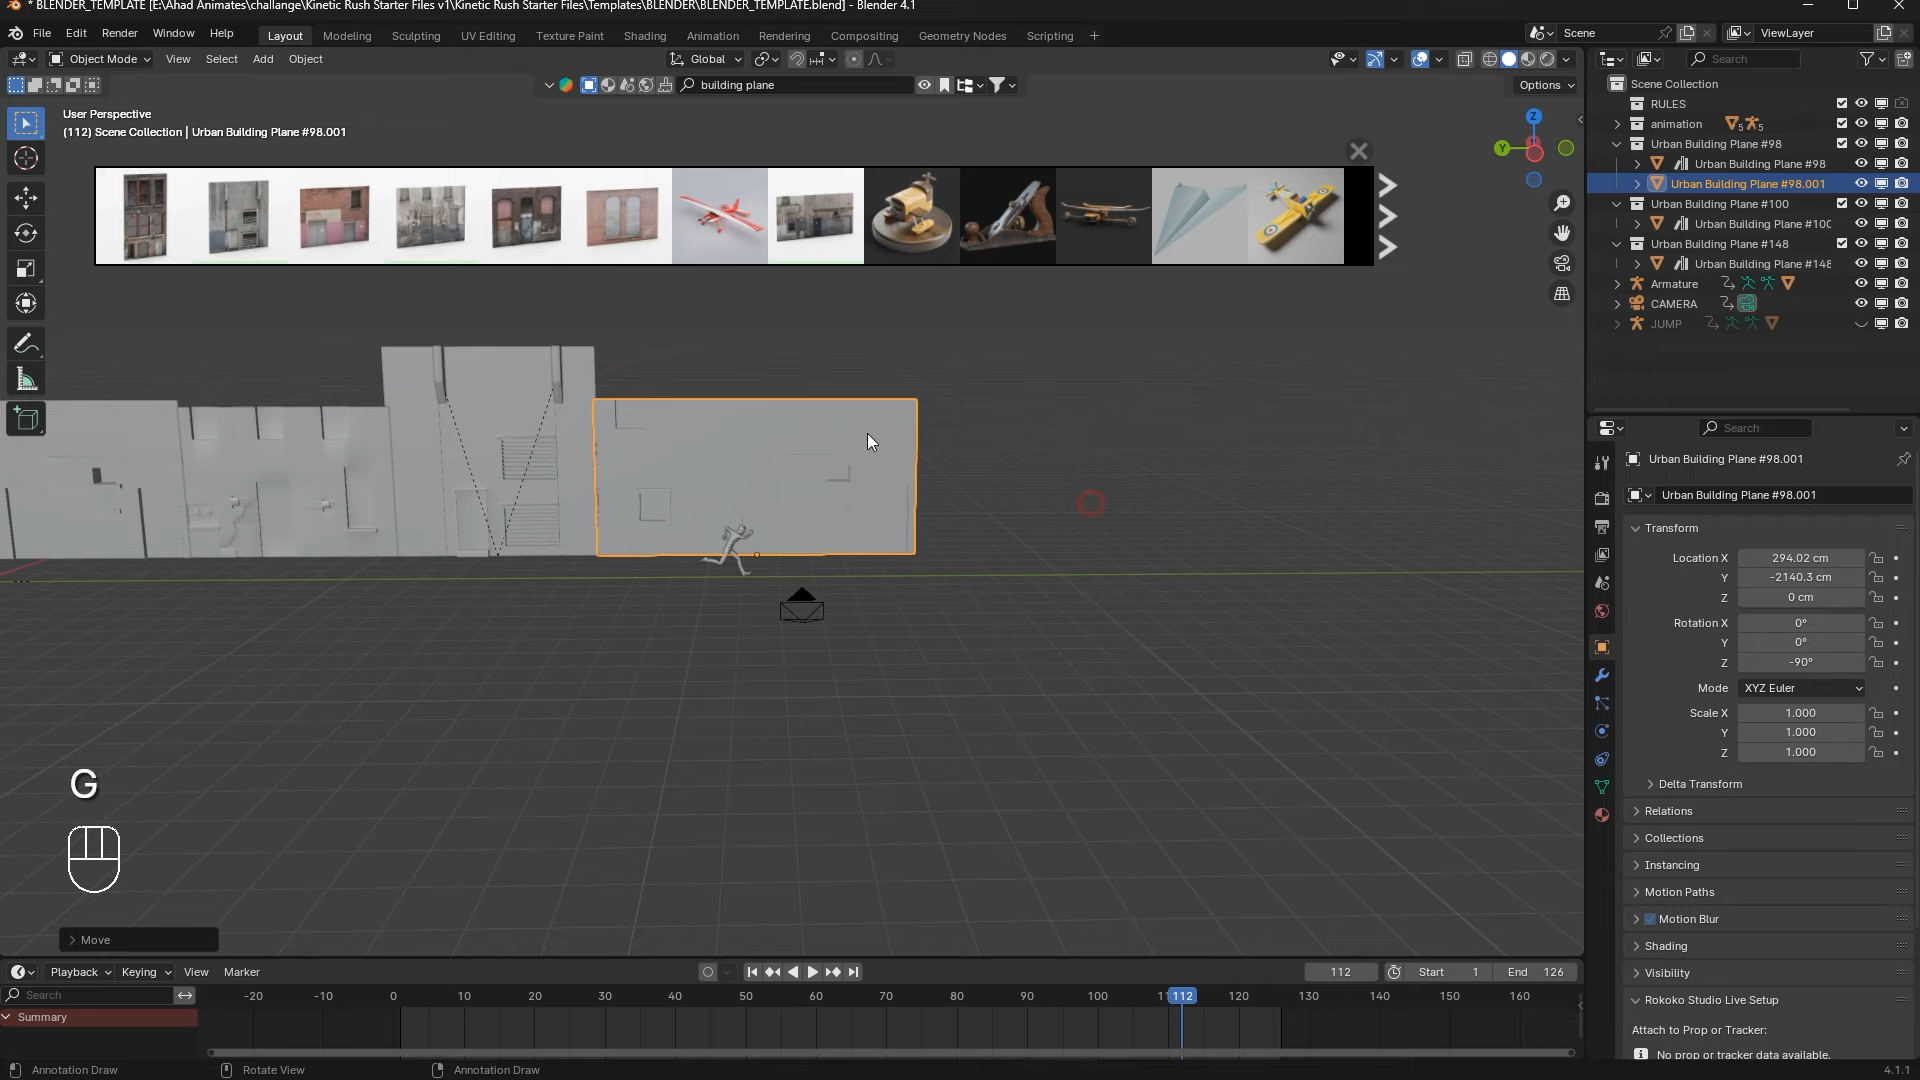 * BLENDER_TEMPLATE [E:\Ahad Animates\challange\Kinetic Rush Starter Files v1\Kinetic Rush Starter Files\Templates\BLENDER\BLENDER_TEMPLATE.blend] - Blender 4.1
File Edit Render Window Help Layout Modeling Sculpting UV Editing Texture Paint Shading Animation Rendering Compositing Geometry Nodes Scripting + Scene ViewLayer
Object Mode View Select Add Object Global Search
building plane Options
Scene Collection
RULES
animation 5 5
Urban Building Plane #98
Urban Building Plane #98
Urban Building Plane #98.001
Urban Building Plane #100
Urban Building Plane #100
Urban Building Plane #148
Urban Building Plane #148
Armature
CAMERA
JUMP
User Perspective
(112) Scene Collection | Urban Building Plane #98.001
Z
Y
G
Move
Search
Urban Building Plane #98.001
Urban Building Plane #98.001
Transform
Location X 294.02 cm
Y -2140.3 cm
Z 0 cm
Rotation X 0°
Y 0°
Z -90°
Mode XYZ Euler
Scale X 1.000
Y 1.000
Z 1.000
Delta Transform
Relations
Collections
Instancing
Motion Paths
Motion Blur
Shading
Visibility
Rokoko Studio Live Setup
Attach to Prop or Tracker:
No prop or tracker data available.
Playback Keying View Marker 112 Start 1 End 126
Search -20 -10 0 10 20 30 40 50 60 70 80 90 100 112 120 130 140 150 160
Summary
Annotation Draw Rotate View Annotation Draw 4.1.1